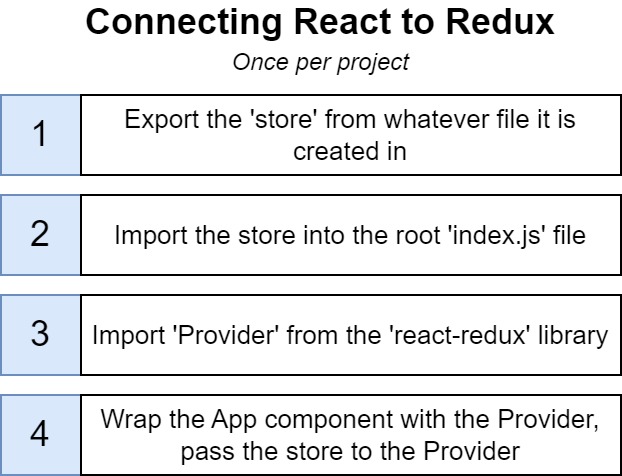 Connecting React to Redux
Once per project
1
Export the 'store' from whatever file it is
created in
2
Import the store into the root 'index.js' file
3
Import 'Provider' from the 'react-redux' library
4
Wrap the App component with the Provider,
pass the store to the Provider